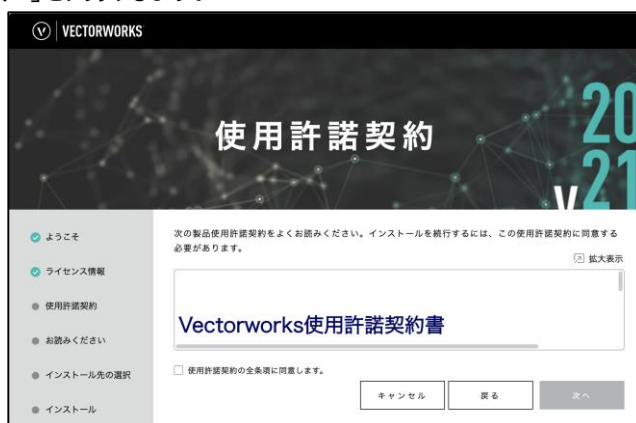 VECTORWORKS
使用許諾契約
20
21
ようこそ
ライセンス情報
使用許諾契約
お読みください
インストール先の選択
インストール
次の製品使用許諾契約をよくお読みください。インストールを続行するには、この使用許諾契約に同意する
必要があります。
拡大表示
Vectorworks使用許諾契約書
使用許諾契約の全条項に同意します。
キャンセル
戻る
次へ